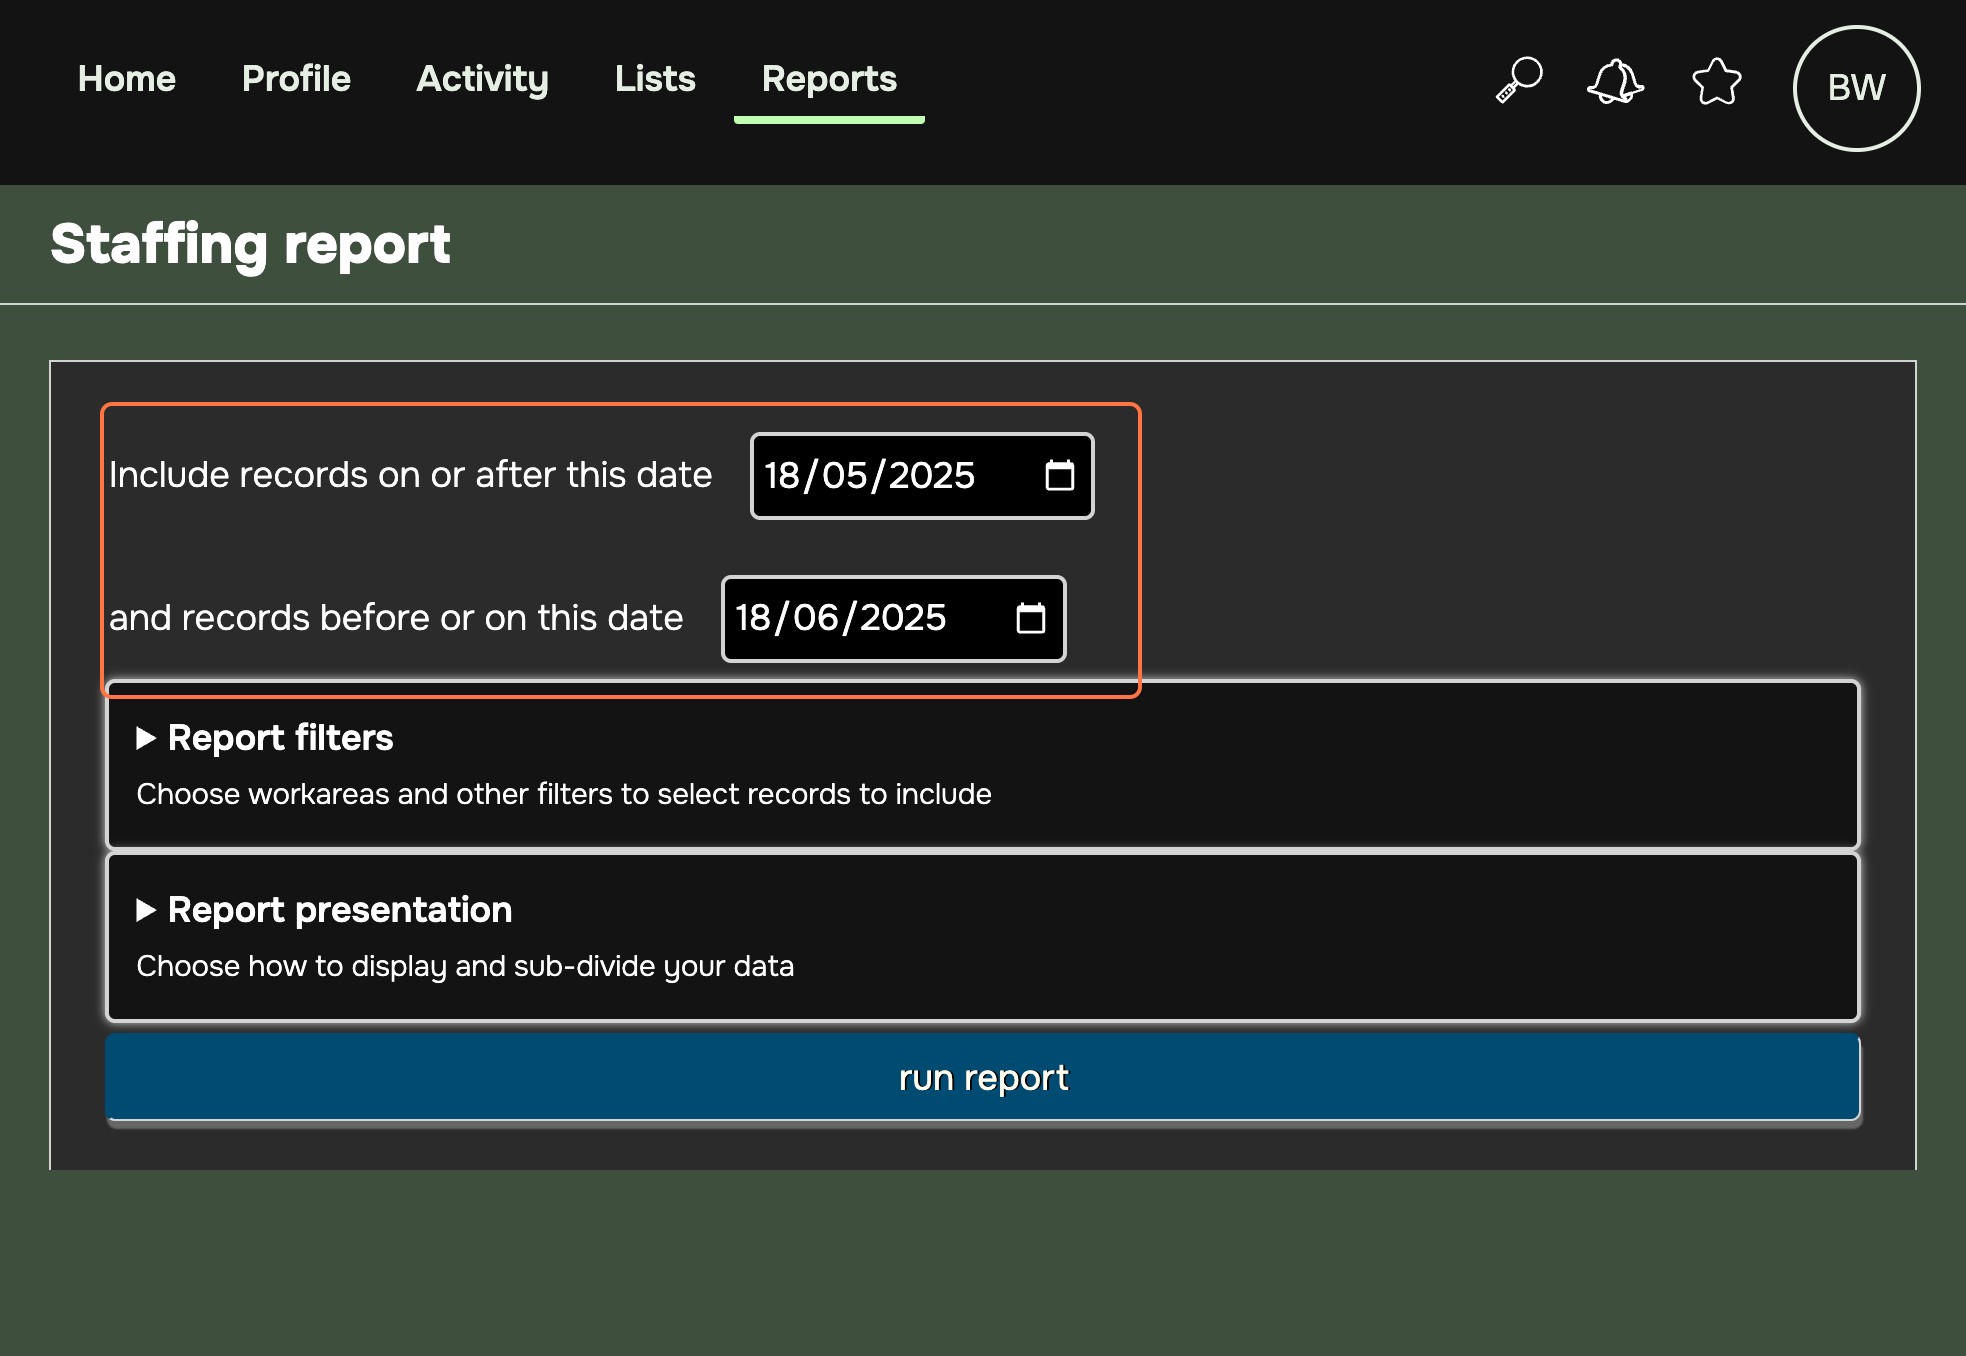 Home Profile Activity Lists Reports BW
Staffing report
Include records on or after this date 18/05/2025
and records before or on this date 18/06/2025
Report filters
Choose workareas and other filters to select records to include
Report presentation
Choose how to display and sub-divide your data
run report